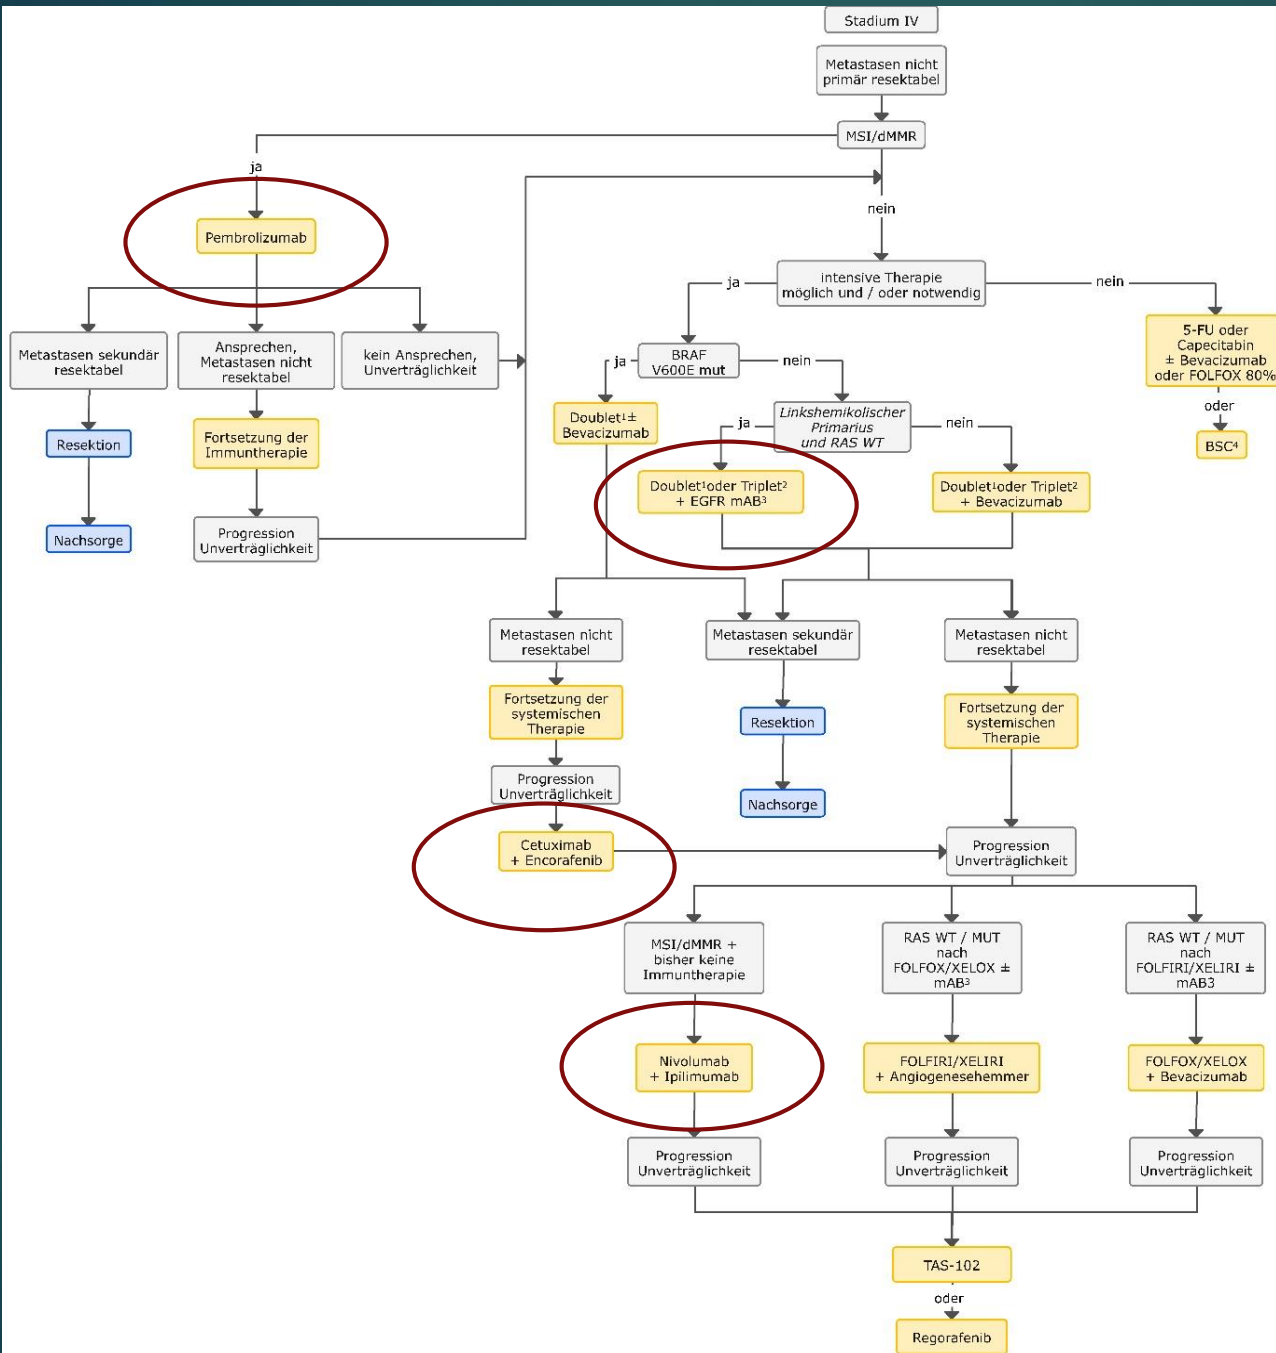 Stadium IV
Metastasen nicht
primär resektabel
MSI/dMMR
ja
nein
Pembrolizumab
intensive Therapie
möglich und / oder notwendig
ja
nein
Metastasen sekundär
resektabel
Ansprechen,
Metastasen nicht
resektabel
kein Ansprechen,
Unverträglichkeit
5-FU oder
Capecitabin
± Bevacizumab
oder FOLFOX 80%
oder
BSC⁴
BRAF
V600E mut
ja
nein
Resektion
Fortsetzung der
Immuntherapie
Doublet¹±
Bevacizumab
Linkshemikolischer
Primarius
und RAS WT
ja
nein
Nachsorge
Progression
Unverträglichkeit
Doublet¹oder Triplet²
+ EGFR mAB³
Doublet¹oder Triplet²
+ Bevacizumab
Metastasen nicht
resektabel
Metastasen sekundär
resektabel
Metastasen nicht
resektabel
Fortsetzung der
systemischen
Therapie
Resektion
Fortsetzung der
systemischen
Therapie
Progression
Unverträglichkeit
Nachsorge
Cetuximab
+ Encorafenib
Progression
Unverträglichkeit
MSI/dMMR +
bisher keine
Immuntherapie
RAS WT / MUT
nach
FOLFOX/XELOX ±
mAB³
RAS WT / MUT
nach
FOLFIRI/XELIRI ±
mAB3
Nivolumab
+ Ipilimumab
FOLFIRI/XELIRI
+ Angiogenesehemmer
FOLFOX/XELOX
+ Bevacizumab
Progression
Unverträglichkeit
Progression
Unverträglichkeit
Progression
Unverträglichkeit
TAS-102
oder
Regorafenib